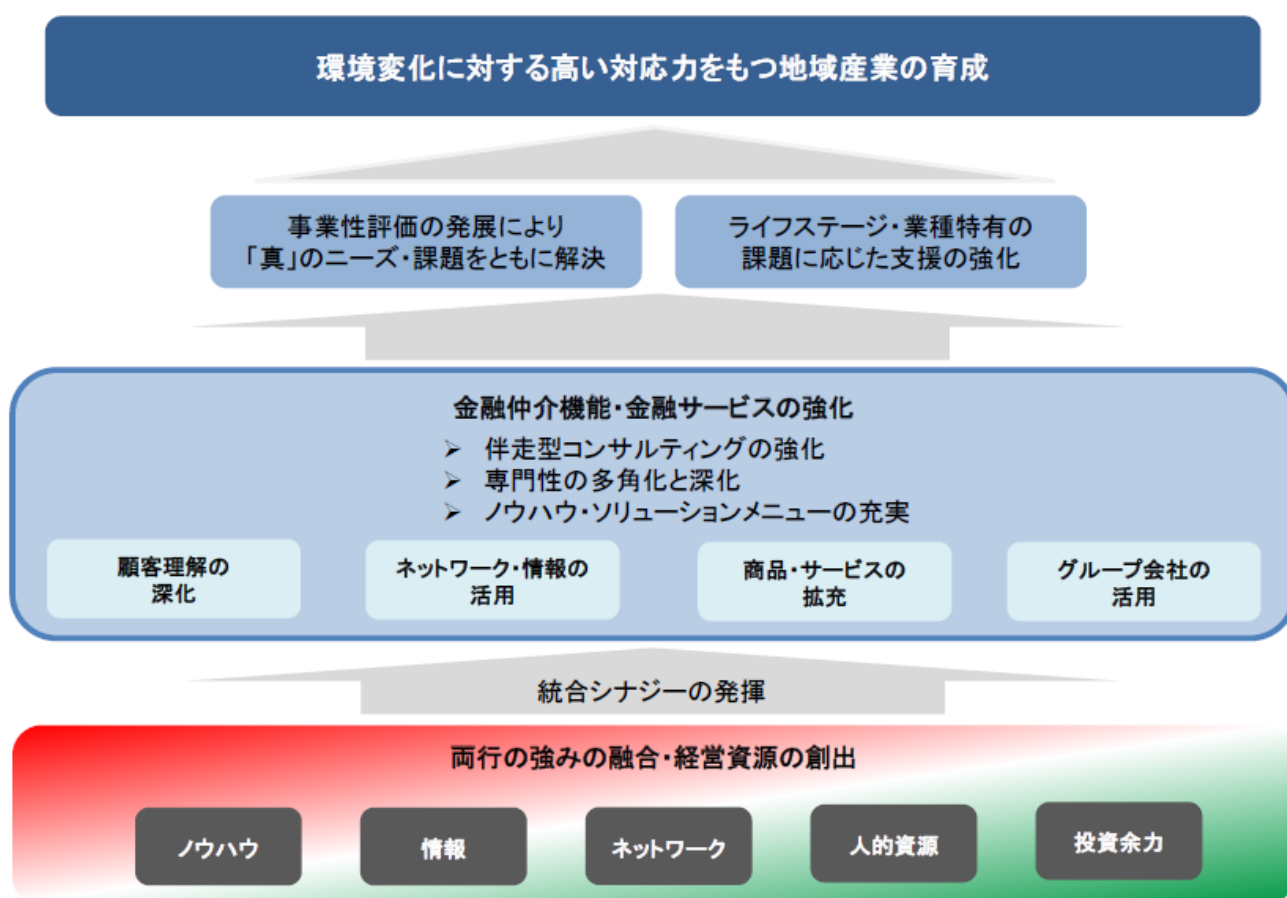 環境変化に対する高い対応力をもつ地域産業の育成
事業性評価の発展により
「真」のニーズ・課題をともに解決
ライフステージ・業種特有の
課題に応じた支援の強化
金融仲介機能・金融サービスの強化
➢ 伴走型コンサルティングの強化
➢ 専門性の多角化と深化
➢ ノウハウ・ソリューションメニューの充実
顧客理解の
深化
ネットワーク・情報の
活用
商品・サービスの
拡充
グループ会社の
活用
統合シナジーの発揮
両行の強みの融合・経営資源の創出
ノウハウ
情報
ネットワーク
人的資源
投資余力